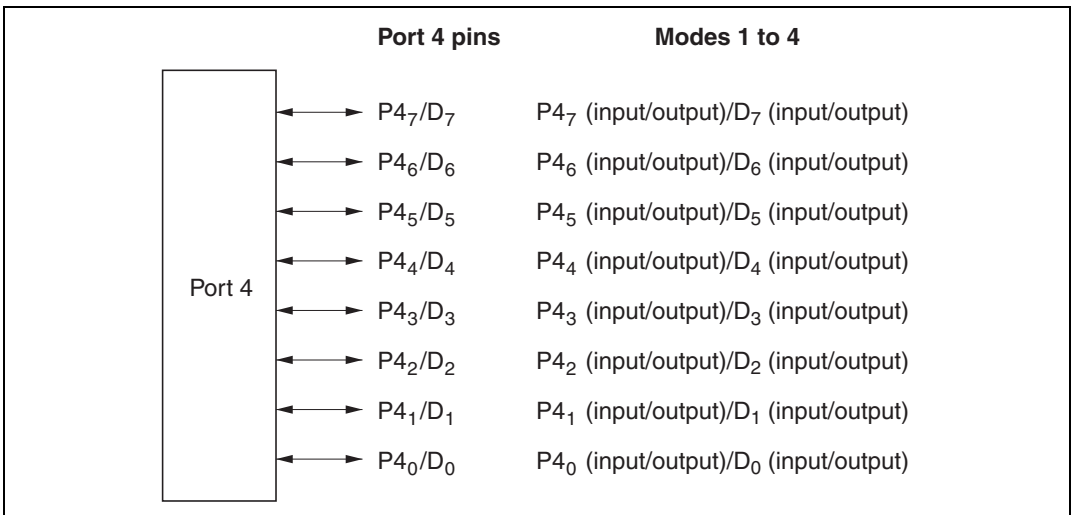 Port 4 pins Modes 1 to 4
P4₇/D₇ P4₇ (input/output)/D₇ (input/output)
P4₆/D₆ P4₆ (input/output)/D₆ (input/output)
P4₅/D₅ P4₅ (input/output)/D₅ (input/output)
P4₄/D₄ P4₄ (input/output)/D₄ (input/output)
Port 4
P4₃/D₃ P4₃ (input/output)/D₃ (input/output)
P4₂/D₂ P4₂ (input/output)/D₂ (input/output)
P4₁/D₁ P4₁ (input/output)/D₁ (input/output)
P4₀/D₀ P4₀ (input/output)/D₀ (input/output)